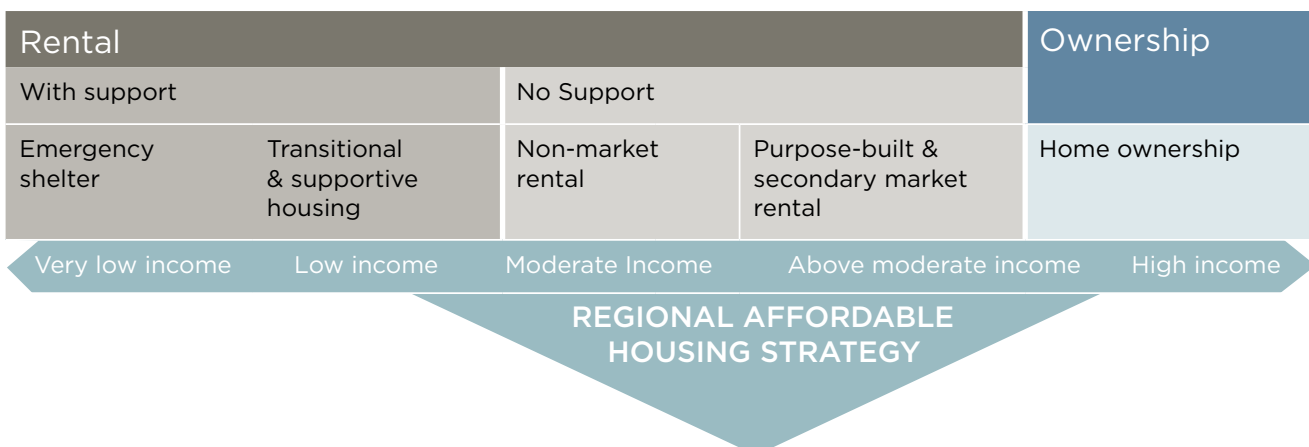 Rental
Ownership
With support
No Support
Emergency
shelter
Transitional
& supportive
housing
Non-market
rental
Purpose-built &
secondary market
rental
Home ownership
Very low income
Low income
Moderate Income
Above moderate income
High income
REGIONAL AFFORDABLE
HOUSING STRATEGY